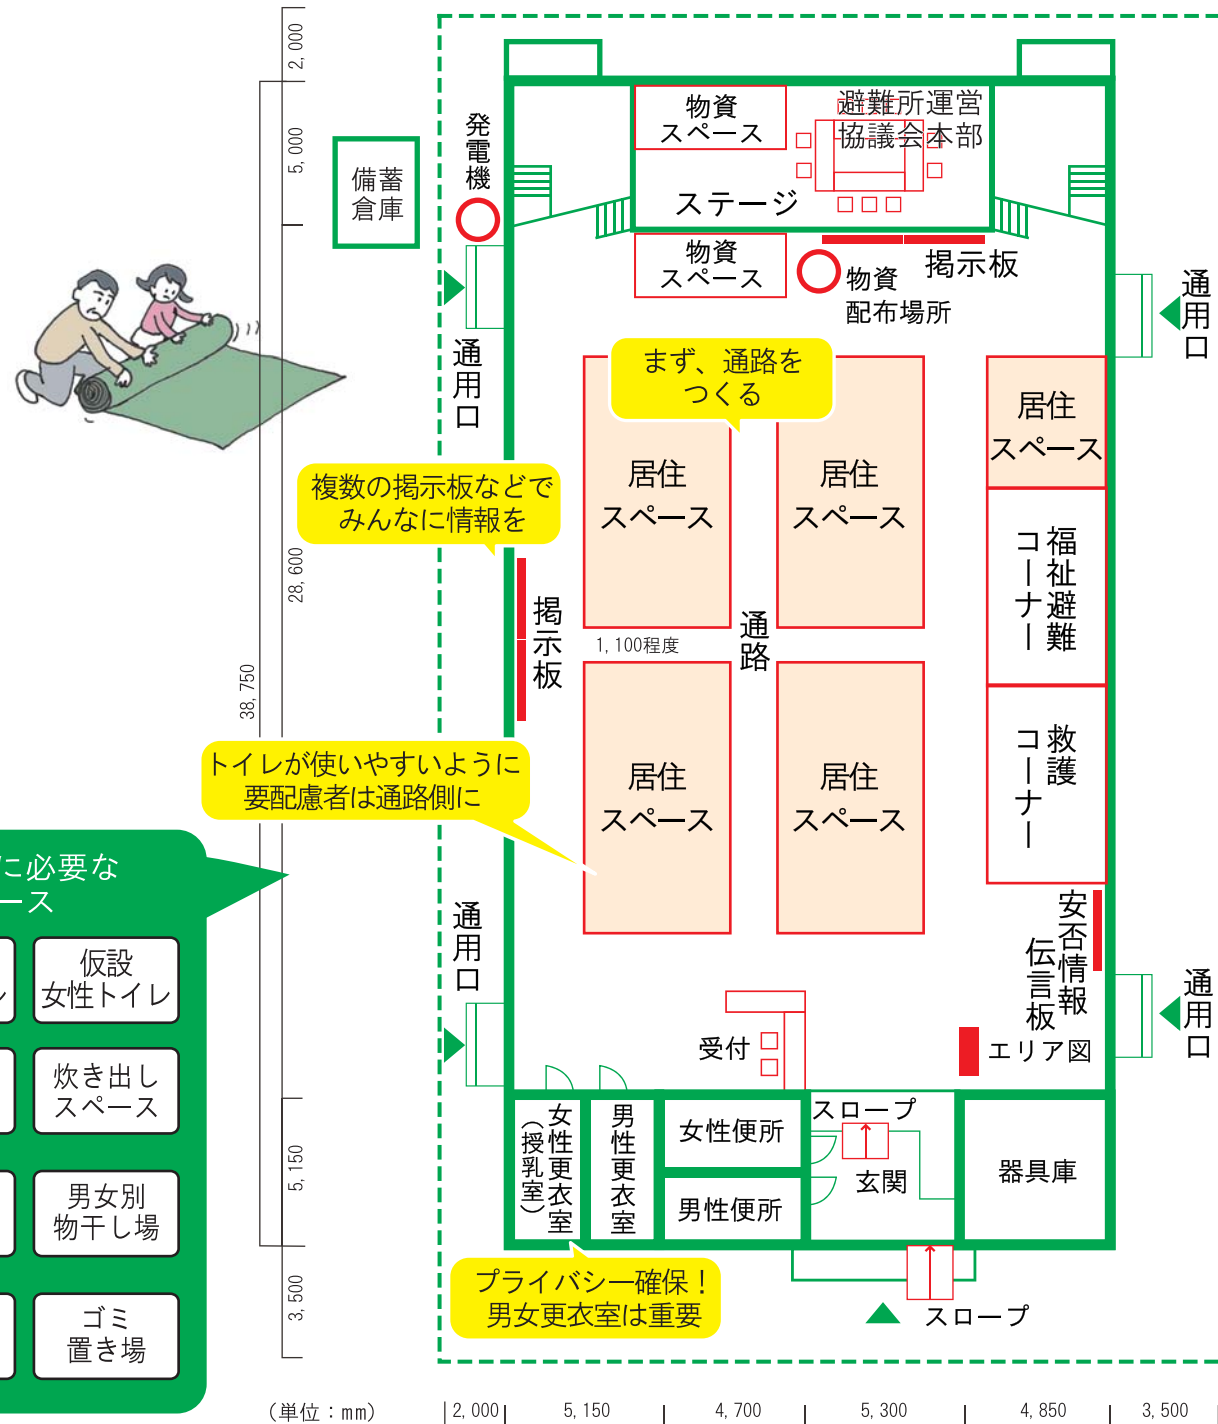 2,000
5,000
28,600
38,750
5,150
3,500
備蓄
倉庫
発電機
物資
スペース
避難所運営
協議会本部
ステージ
物資
スペース
物資
配布場所
掲示板
通用口
通用口
まず、通路を
つくる
居住
スペース
居住
スペース
居住
スペース
複数の掲示板などで
みんなに情報を
掲示板
1,100程度
通路
福祉避難
コーナー
トイレが使いやすいように
要配慮者は通路側に
居住
スペース
居住
スペース
救護
コーナー
に必要な
ース
仮設
女性トイレ
炊き出し
スペース
男女別
物干し場
ゴミ
置き場
通用口
安否情報
伝言板
通用口
受付
エリア図
女性更衣室
（授乳室）
男性更衣室
女性便所
男性便所
スロープ
玄関
器具庫
プライバシー確保！
男女更衣室は重要
スロープ
（単位：mm）
2,000
5,150
4,700
5,300
4,850
3,500